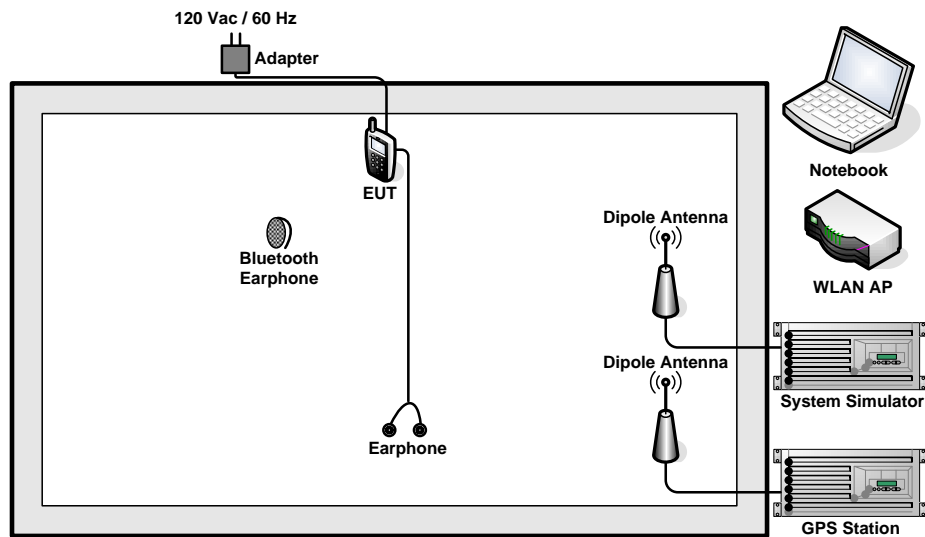 120 Vac / 60 Hz
Adapter
EUT
Notebook
Bluetooth
Earphone
Dipole Antenna
WLAN AP
Dipole Antenna
System Simulator
Earphone
GPS Station